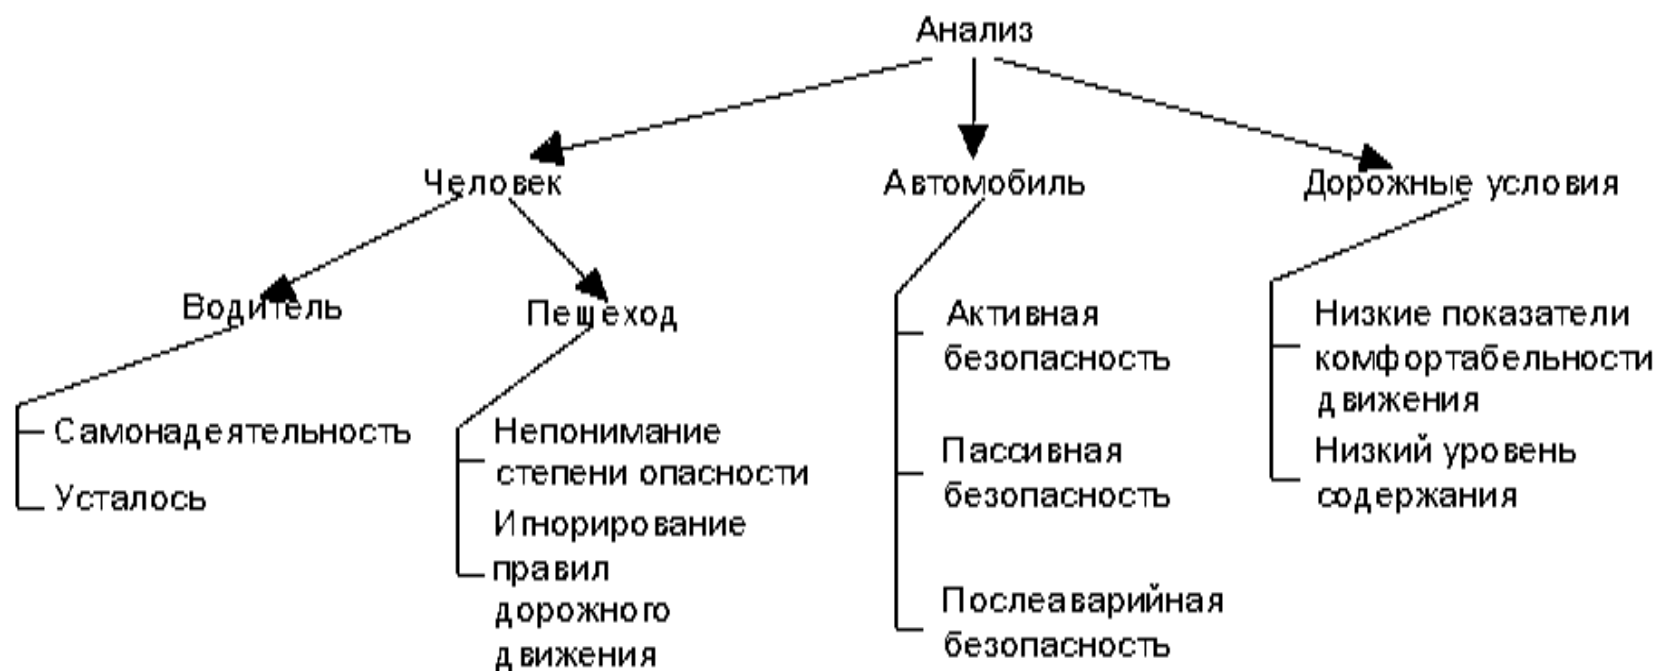 Анализ
Человек
Автомобиль
Дорожные условия
Водитель
Пешеход
Самонадеятельность
Усталось
Непонимание
степени опасности
Игнорирование
правил
дорожного
движения
Активная
безопасность
Пассивная
безопасность
Послеаварийная
безопасность
Низкие показатели
комфортабельности
движения
Низкий уровень
содержания